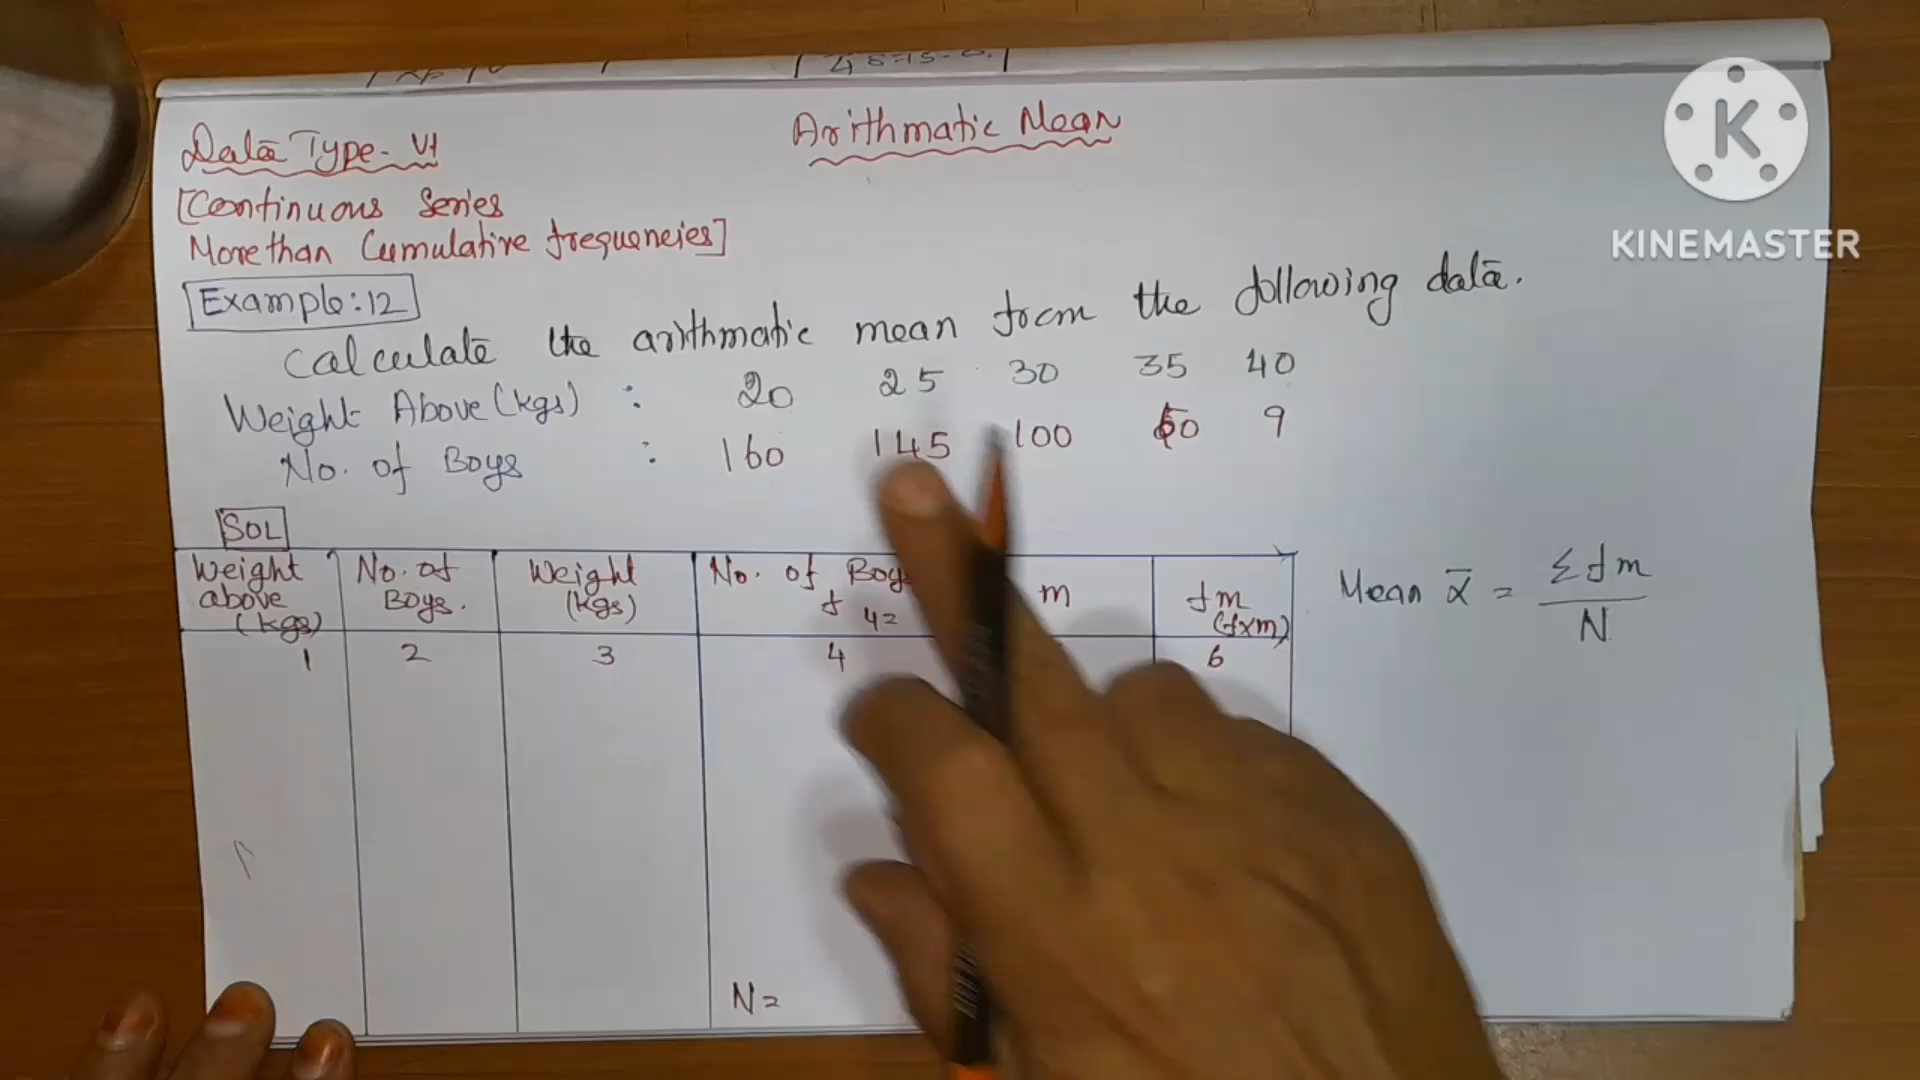 Arithmatic Mean
Data Type - VI
[Continuous Series
More than Cumulative frequencies]
Example:12
Calculate the arithmatic mean from the following data.
Weight Above (kgs) : 20 25 30 35 40
No. of Boys : 160 145 100 0 9
SOL
Weight above (kgs) No. of Boys. Weight (kgs) No. of Boys f m fm (f×m)
1 2 3 4 6
Mean x̄ = Σfm / N
N=
K
KINEMASTER